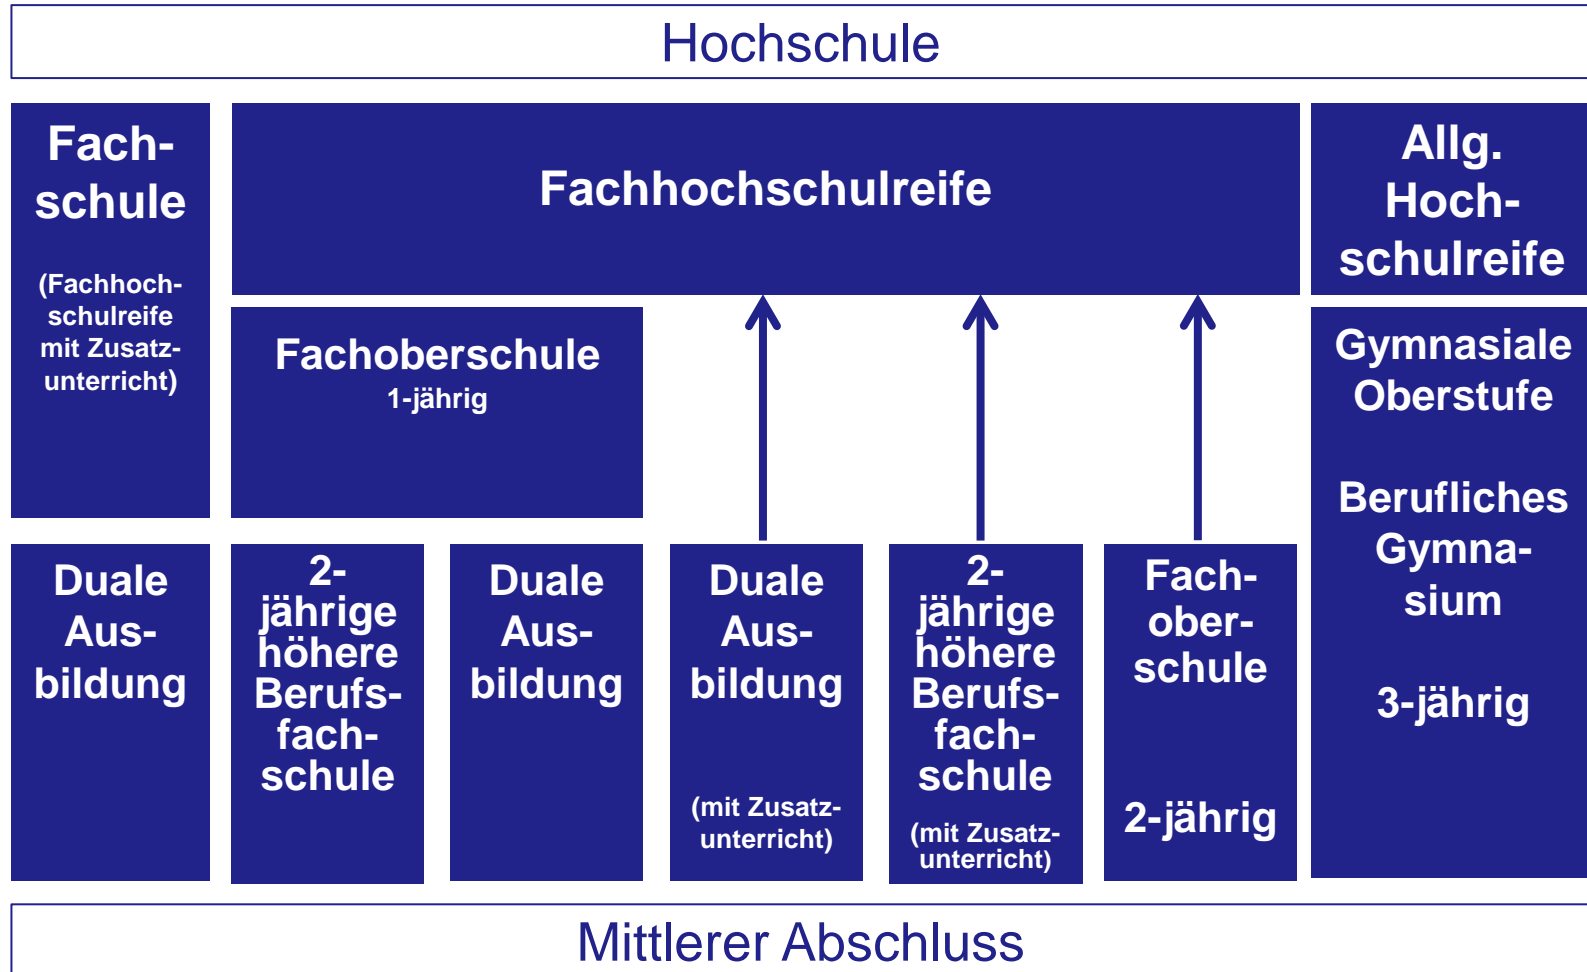 Hochschule
Fach-
schule
(Fachhoch-
schulreife
mit Zusatz-
unterricht)
Fachhochschulreife
Allg.
Hoch-
schulreife
Fachoberschule
1-jährig
Gymnasiale
Oberstufe
Berufliches
Gymna-
sium
3-jährig
Duale
Aus-
bildung
2-
jährige
höhere
Berufs-
fach-
schule
Duale
Aus-
bildung
Duale
Aus-
bildung
(mit Zusatz-
unterricht)
2-
jährige
höhere
Berufs-
fach-
schule
(mit Zusatz-
unterricht)
Fach-
ober-
schule
2-jährig
Mittlerer Abschluss